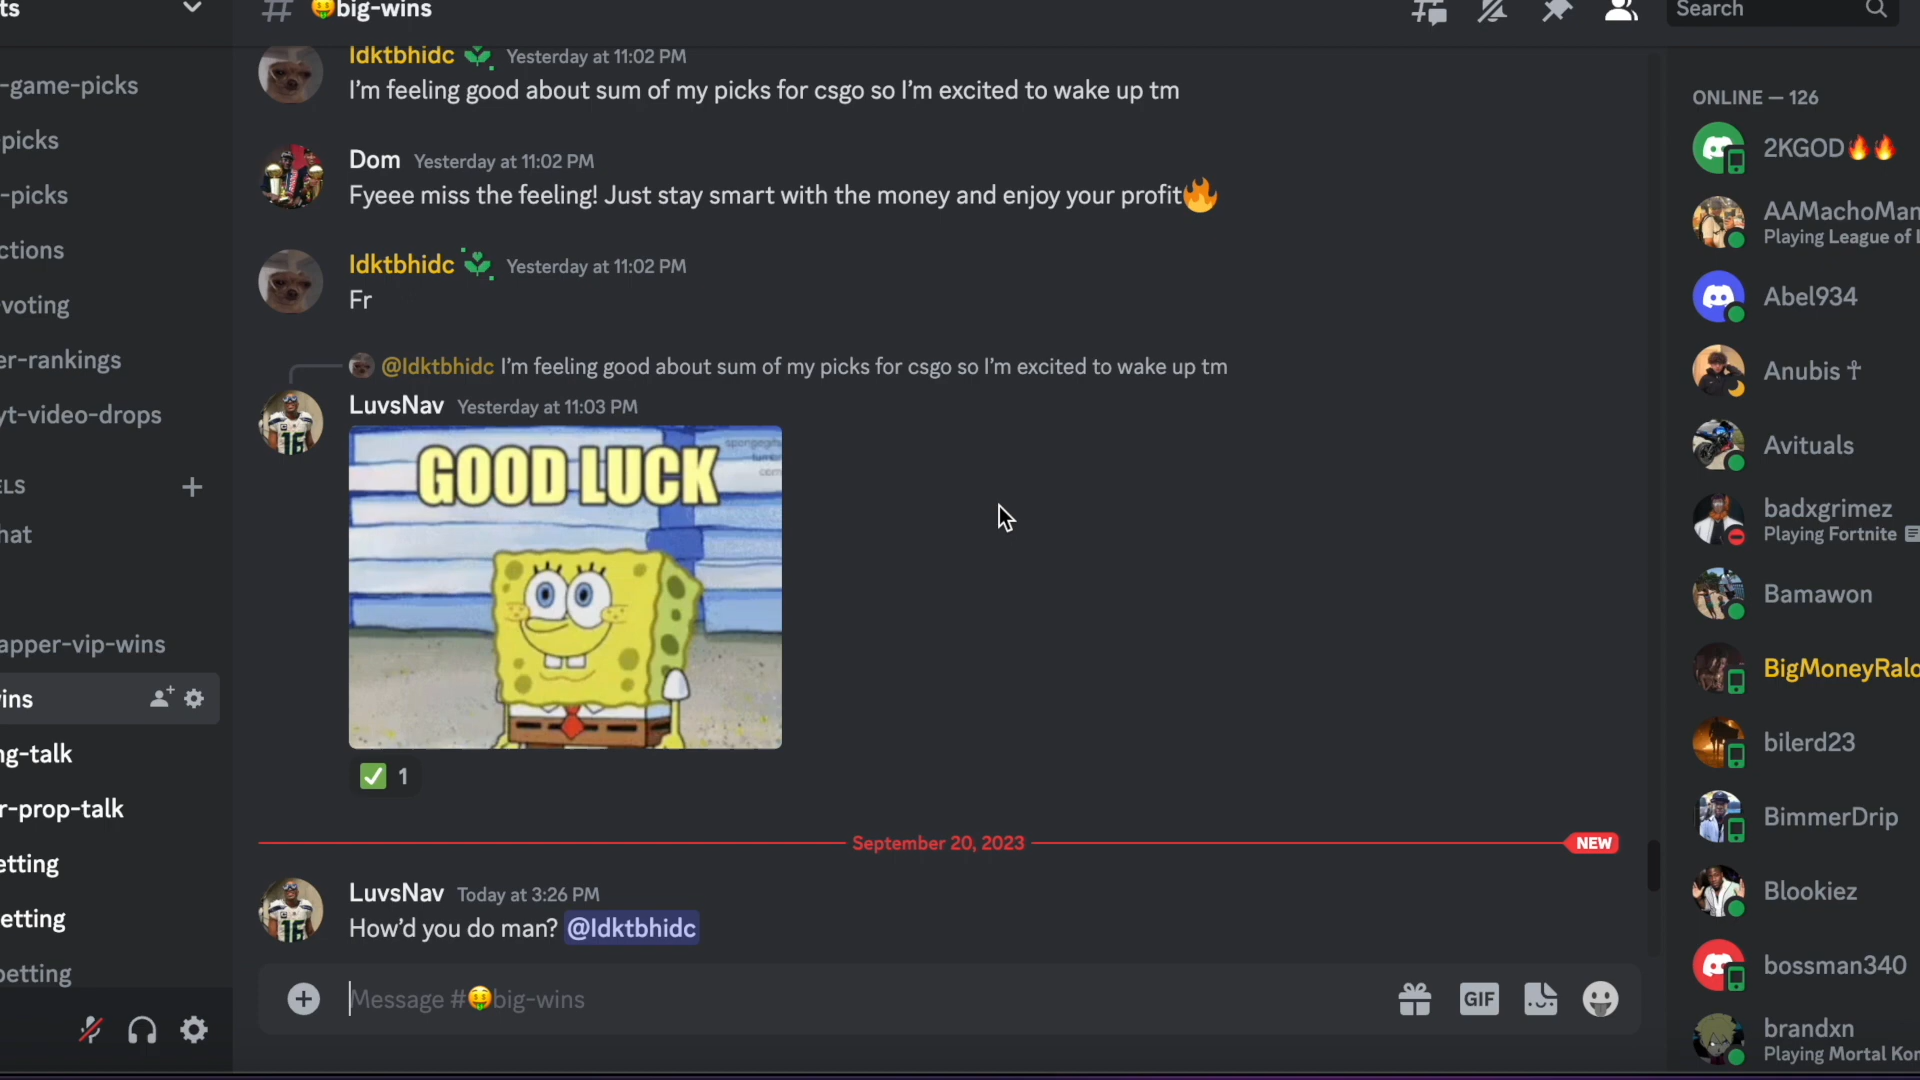 ts
# 🤑big-wins
Search
-game-picks
picks
-picks
ctions
voting
er-rankings
yt-video-drops
ELS
hat
apper-vip-wins
ins
ng-talk
r-prop-talk
etting
etting
betting
Idktbhidc Yesterday at 11:02 PM
I'm feeling good about sum of my picks for csgo so I'm excited to wake up tm
Dom Yesterday at 11:02 PM
Fyeee miss the feeling! Just stay smart with the money and enjoy your profit🔥
Idktbhidc Yesterday at 11:02 PM
Fr
@Idktbhidc I'm feeling good about sum of my picks for csgo so I'm excited to wake up tm
LuvsNav Yesterday at 11:03 PM
GOOD LUCK
✅ 1
September 20, 2023 NEW
LuvsNav Today at 3:26 PM
How'd you do man? @Idktbhidc
Message #🤑big-wins
GIF
ONLINE — 126
2KGOD🔥🔥
AAMachoMan
Playing League of L
Abel934
Anubis ☥
Avituals
badxgrimez
Playing Fortnite
Bamawon
BigMoneyRalo
bilerd23
BimmerDrip
Blookiez
bossman340
brandxn
Playing Mortal Kon